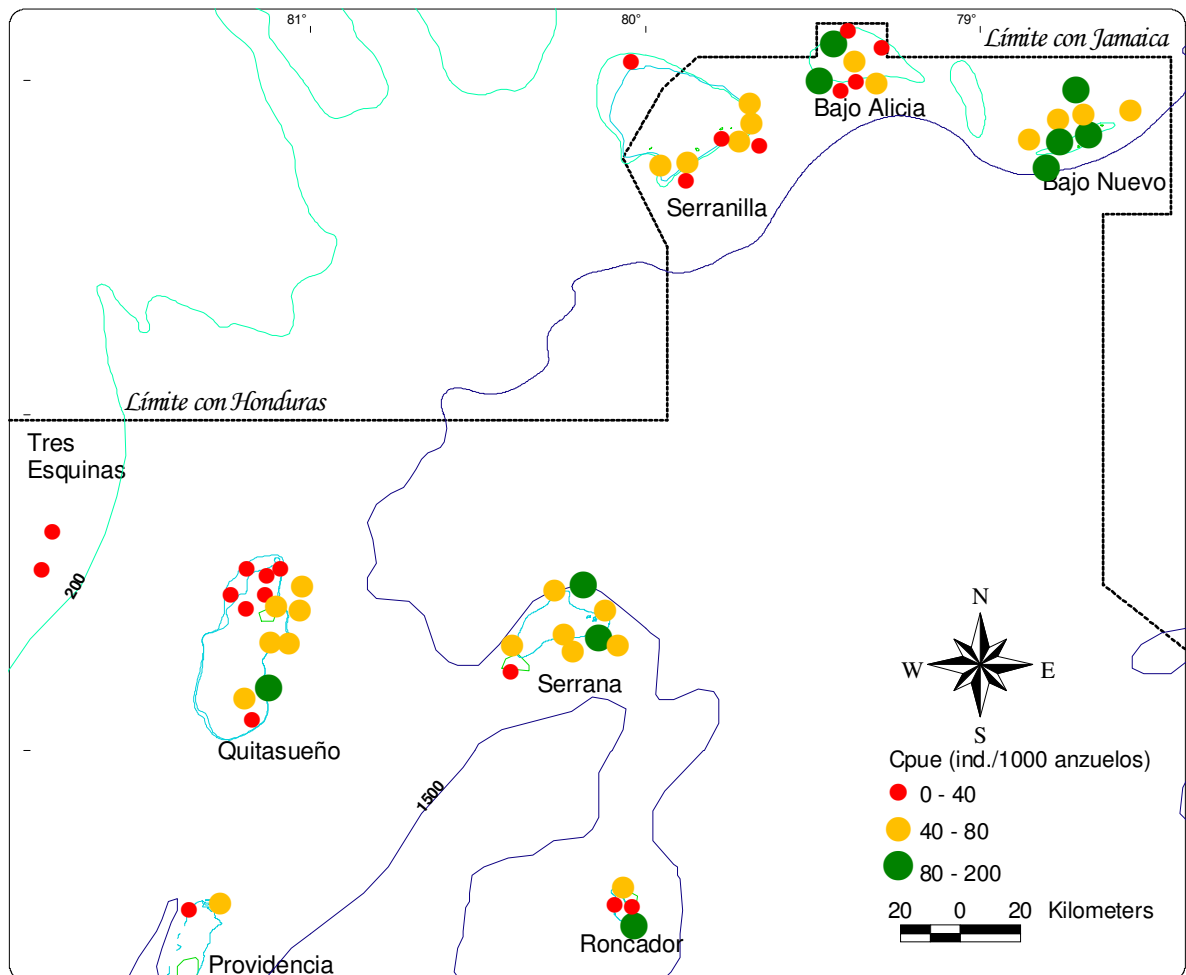 81°
80°
79°
Límite con Jamaica
Bajo Alicia
Bajo Nuevo
Serranilla
Límite con Honduras
Tres
Esquinas
200
N
W
E
S
Serrana
Quitasueño
1500
Cpue (ind./1000 anzuelos)
0 - 40
40 - 80
80 - 200
20 0 20 Kilometers
Roncador
Providencia